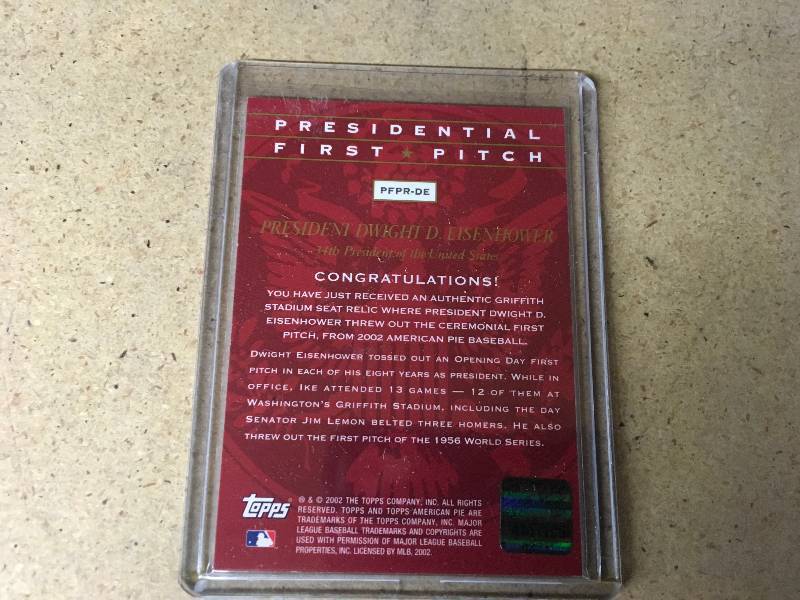 PRESIDENTIAL
FIRST ★ PITCH
PFPR-DE
PRESIDENT DWIGHT D. EISENHOWER
34th President of the United States
CONGRATULATIONS!
YOU HAVE JUST RECEIVED AN AUTHENTIC GRIFFITH
STADIUM SEAT RELIC WHERE PRESIDENT DWIGHT D.
EISENHOWER THREW OUT THE CEREMONIAL FIRST
PITCH, FROM 2002 AMERICAN PIE BASEBALL.
DWIGHT EISENHOWER TOSSED OUT AN OPENING DAY FIRST
PITCH IN EACH OF HIS EIGHT YEARS AS PRESIDENT. WHILE IN
OFFICE, IKE ATTENDED 13 GAMES — 12 OF THEM AT
WASHINGTON'S GRIFFITH STADIUM, INCLUDING THE DAY
SENATOR JIM LEMON BELTED THREE HOMERS. HE ALSO
THREW OUT THE FIRST PITCH OF THE 1956 WORLD SERIES.
Topps
® & © 2002 THE TOPPS COMPANY, INC. ALL RIGHTS
RESERVED. TOPPS AND TOPPS AMERICAN PIE ARE
TRADEMARKS OF THE TOPPS COMPANY, INC. MAJOR
LEAGUE BASEBALL TRADEMARKS AND COPYRIGHTS ARE
USED WITH PERMISSION OF MAJOR LEAGUE BASEBALL
PROPERTIES, INC. LICENSED BY MLB, 2002.